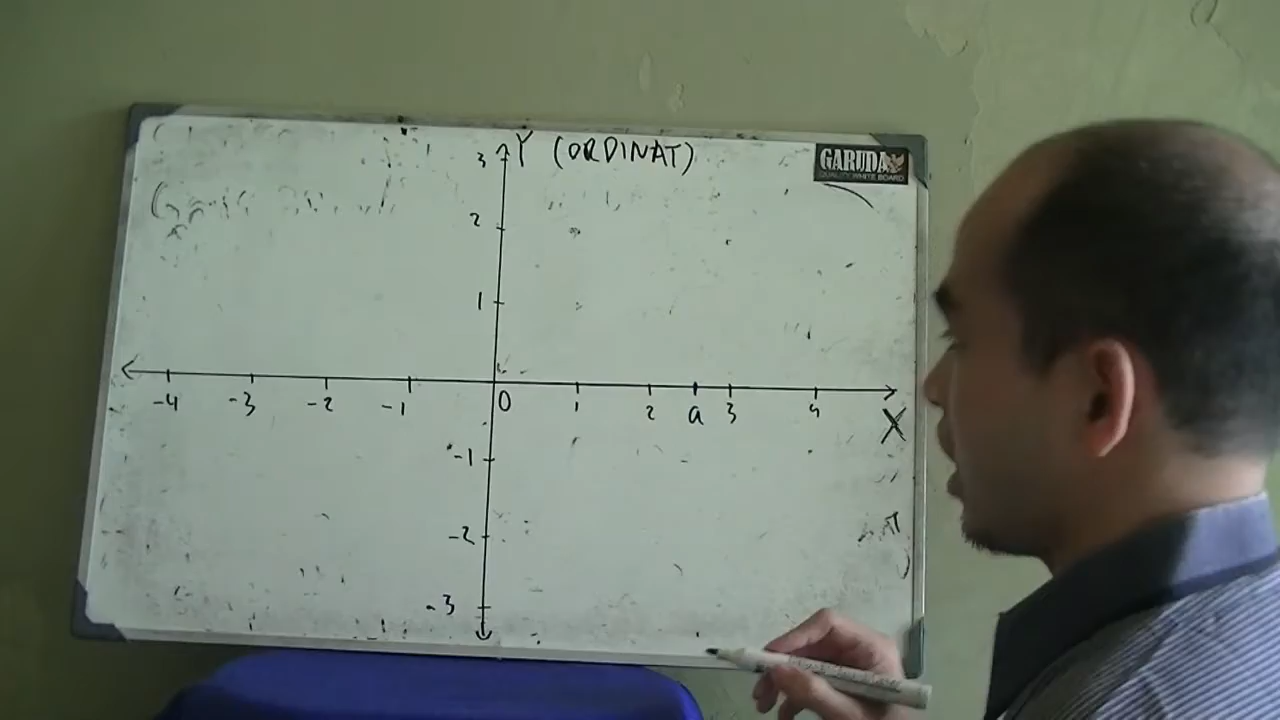 3 Y (ORDINAT)
GARUDA
QUALITY WHITE BOARD
2
1
-4 -3 -2 -1 0 1 2 a 3 4
X
-1
-2
-3